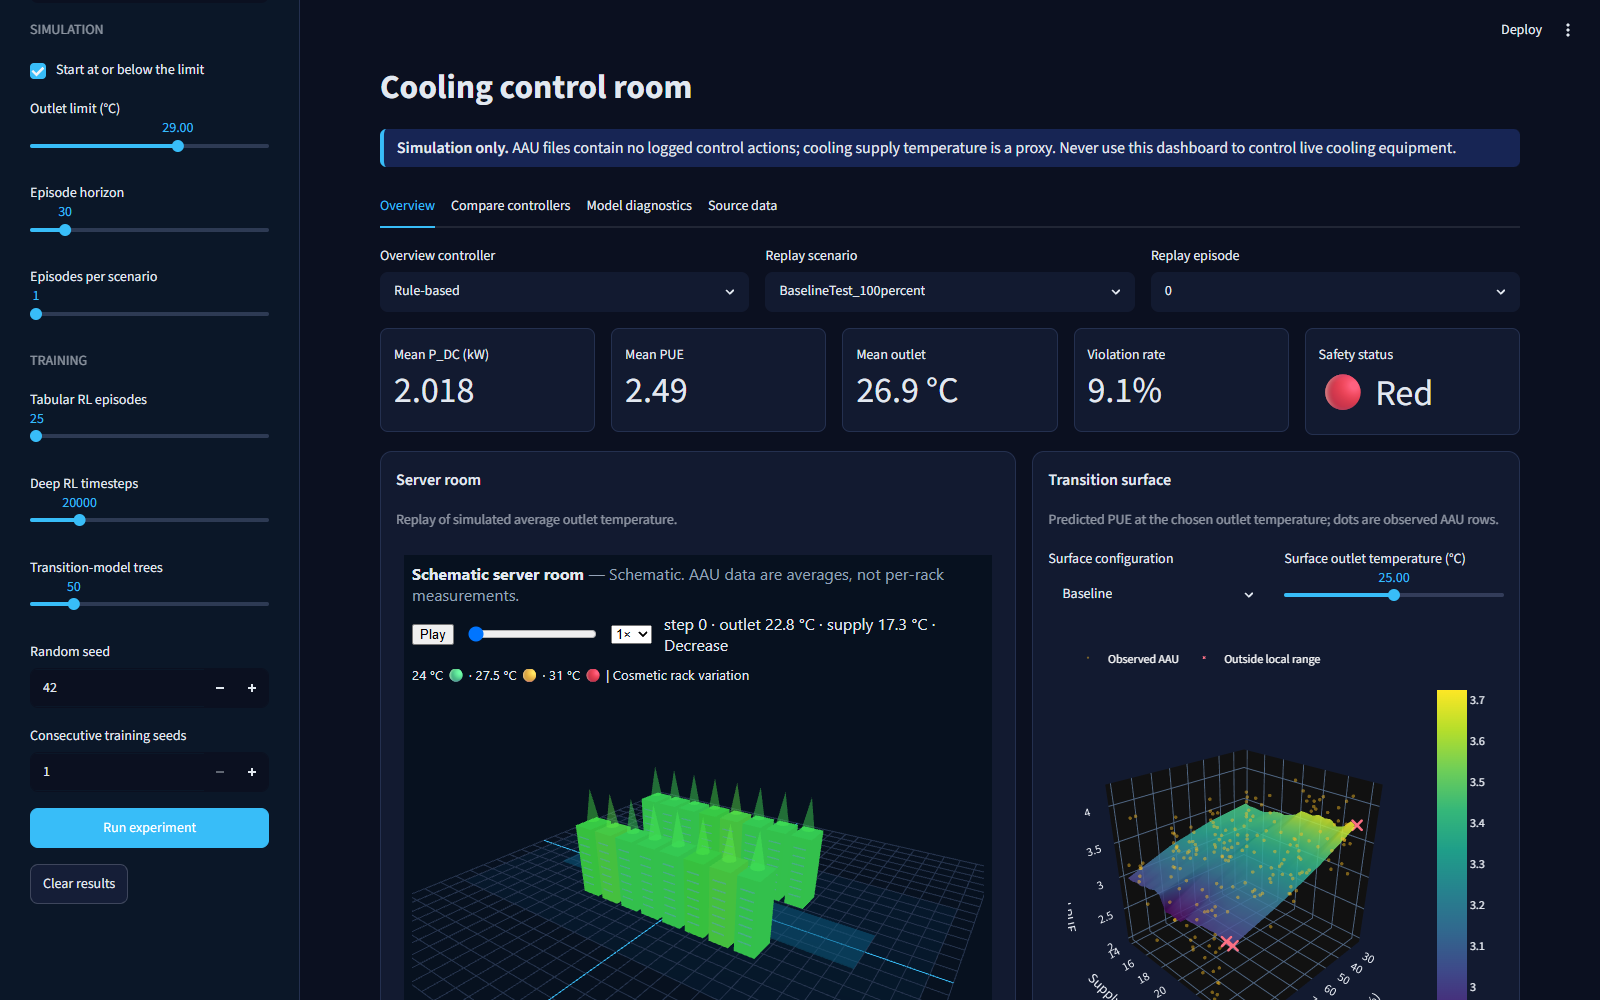 SIMULATION
Start at or below the limit
Outlet limit (°C)
29.00
Episode horizon
30
Episodes per scenario
1
TRAINING
Tabular RL episodes
25
Deep RL timesteps
20000
Transition-model trees
50
Random seed
42
Consecutive training seeds
1
Run experiment
Clear results
Deploy
Cooling control room
Simulation only. AAU files contain no logged control actions; cooling supply temperature is a proxy. Never use this dashboard to control live cooling equipment.
Overview Compare controllers Model diagnostics Source data
Overview controller Replay scenario Replay episode
Rule-based BaselineTest_100percent 0
Mean P_DC (kW) Mean PUE Mean outlet Violation rate Safety status
2.018 2.49 26.9 °C 9.1% Red
Server room
Replay of simulated average outlet temperature.
Schematic server room — Schematic. AAU data are averages, not per-rack
measurements.
Play 1× step 0 · outlet 22.8 °C · supply 17.3 °C ·
Decrease
24 °C · 27.5 °C · 31 °C | Cosmetic rack variation
Transition surface
Predicted PUE at the chosen outlet temperature; dots are observed AAU rows.
Surface configuration Surface outlet temperature (°C)
25.00
Baseline
Observed AAU Outside local range
3.7
3.6
3.5
3.4
3.3
3.2
3.1
3
4
3.5
3
2.5
2
14
16
18
20
30
40
50
60